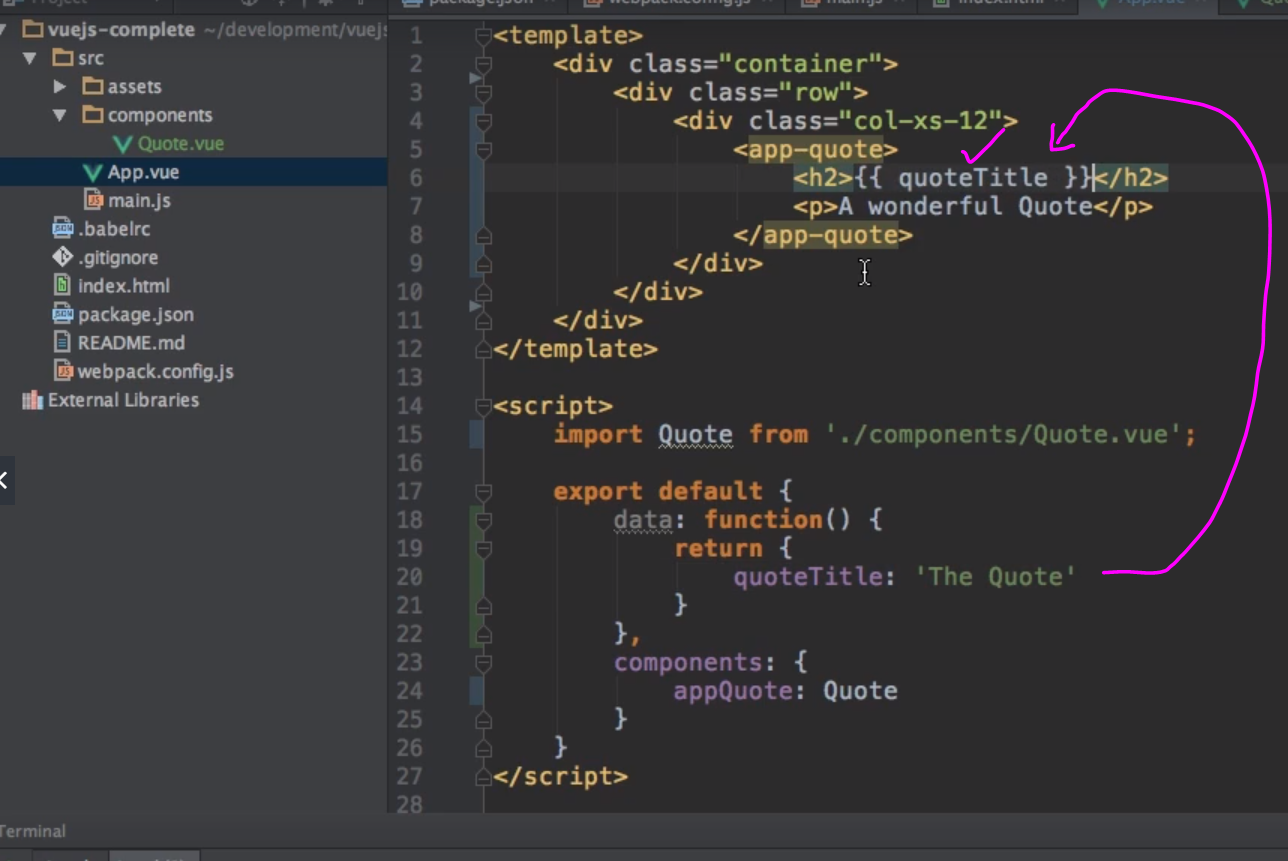 Project
package.json webpack.config.js main.js index.html App.vue
vuejs-complete ~/development/vuejs
src
assets
components
Quote.vue
App.vue
main.js
.babelrc
.gitignore
index.html
package.json
README.md
webpack.config.js
External Libraries
1 <template>
2 <div class="container">
3 <div class="row">
4 <div class="col-xs-12">
5 <app-quote>
6 <h2>{{ quoteTitle }}</h2>
7 <p>A wonderful Quote</p>
8 </app-quote>
9 </div>
10 </div>
11 </div>
12 </template>
13
14 <script>
15 import Quote from './components/Quote.vue';
16
17 export default {
18 data: function() {
19 return {
20 quoteTitle: 'The Quote'
21 }
22 },
23 components: {
24 appQuote: Quote
25 }
26 }
27 </script>
28
Terminal